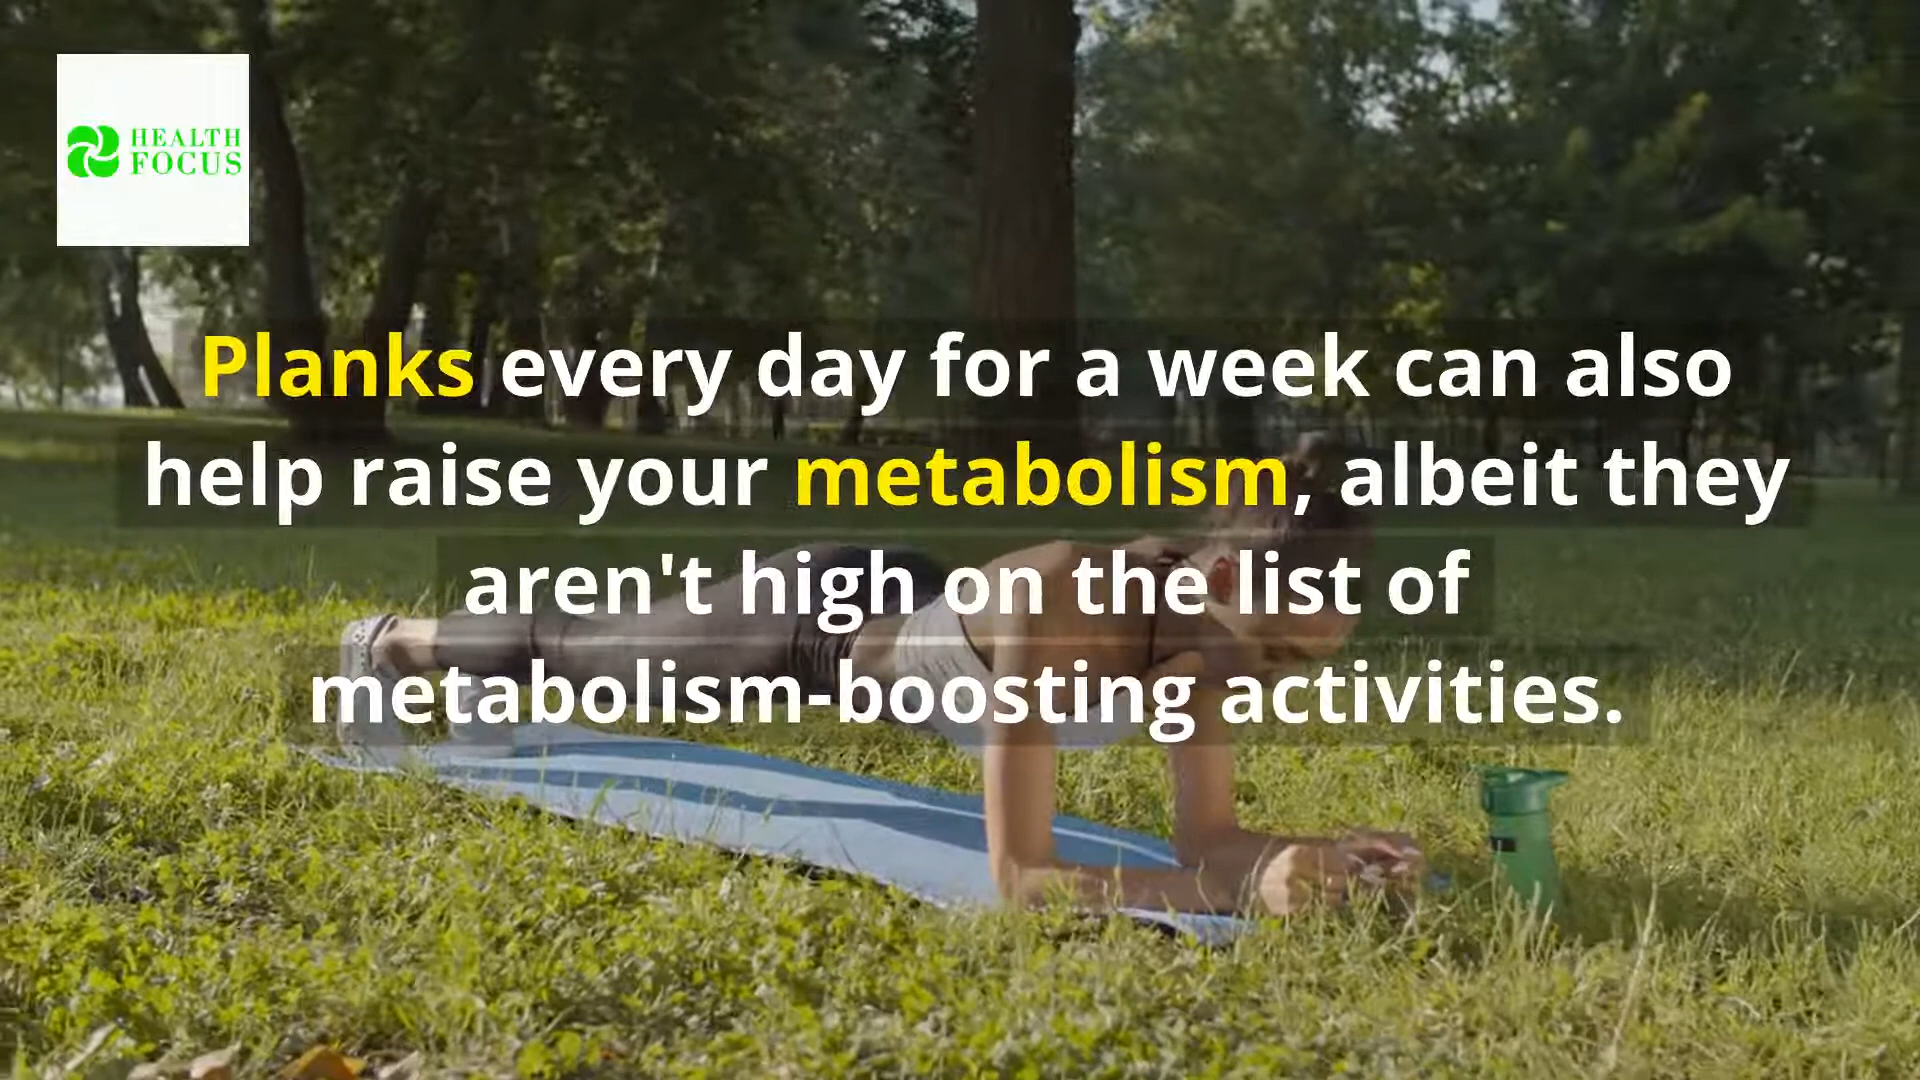 HEALTH
FOCUS
Planks every day for a week can also
help raise your metabolism, albeit they
aren't high on the list of
metabolism-boosting activities.